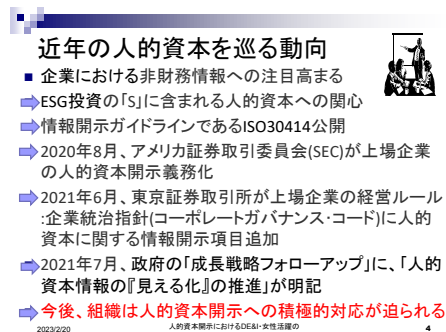 近年の人的資本を巡る動向
企業における非財務情報への注目高まる
ESG投資の「S」に含まれる人的資本への関心
情報開示ガイドラインであるISO30414公開
2020年8月、アメリカ証券取引委員会(SEC)が上場企業
の人的資本開示義務化
2021年6月、東京証券取引所が上場企業の経営ルール
:企業統治指針(コーポレートガバナンス・コード)に人的
資本に関する情報開示項目追加
2021年7月、政府の「成長戦略フォローアップ」に、「人的
資本情報の『見える化』の推進」が明記
今後、組織は人的資本開示への積極的対応が迫られる
2023/2/20 人的資本開示におけるDE&I・女性活躍の 4